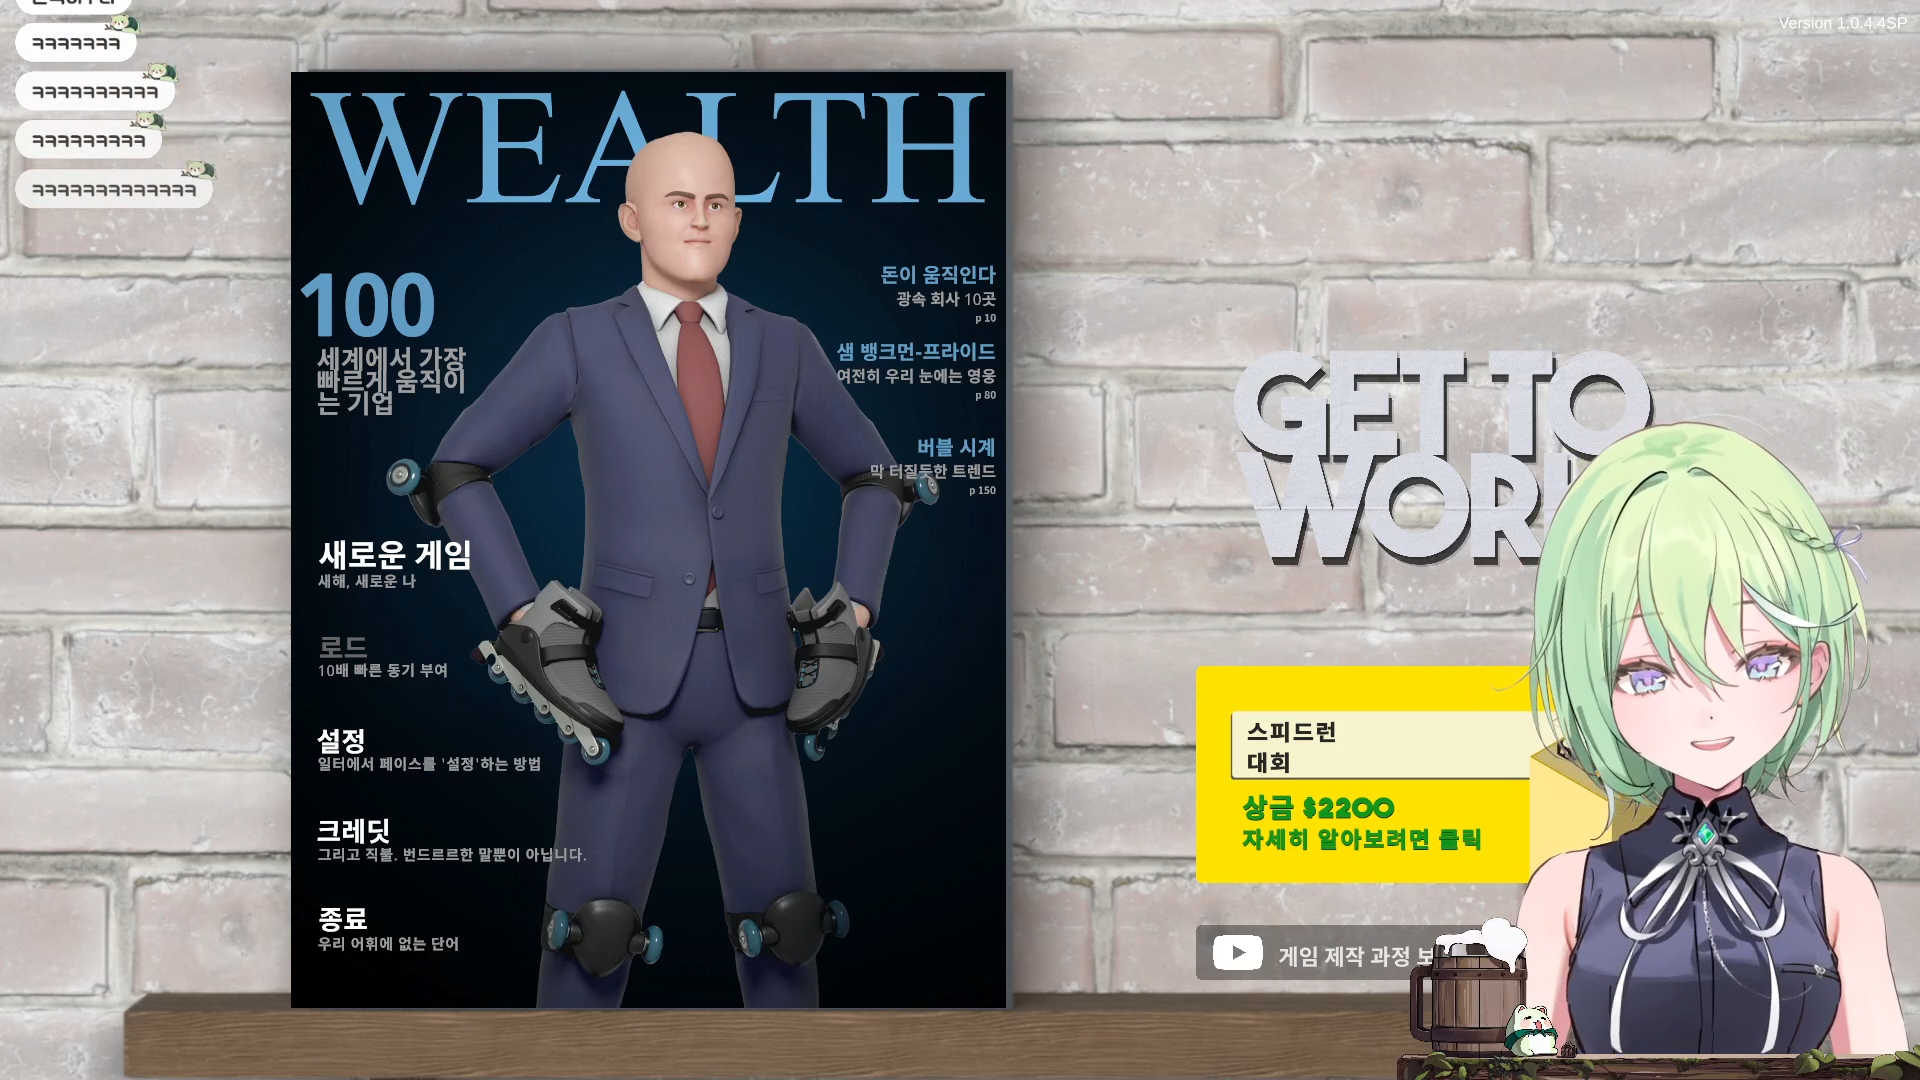 ㅋㅋㅋㅋㅋㅋㅋ
ㅋㅋㅋㅋㅋㅋㅋㅋㅋㅋ
ㅋㅋㅋㅋㅋㅋㅋㅋㅋ
ㅋㅋㅋㅋㅋㅋㅋㅋㅋㅋㅋㅋㅋ
Version 1.0.4.4SP
WEALTH
100
세계에서 가장
빠르게 움직이
는 기업
돈이 움직인다
광속 회사 10곳
p 10
샘 뱅크먼-프라이드
여전히 우리 눈에는 영웅
p 80
버블 시계
막 터질듯한 트렌드
p 150
새로운 게임
새해, 새로운 나
로드
10배 빠른 동기 부여
설정
일터에서 페이스를 '설정'하는 방법
크레딧
그리고 직불. 번드르르한 말뿐이 아닙니다.
종료
우리 어휘에 없는 단어
GET TO
WOR
스피드런
대회
상금 $2200
자세히 알아보려면 클릭
게임 제작 과정